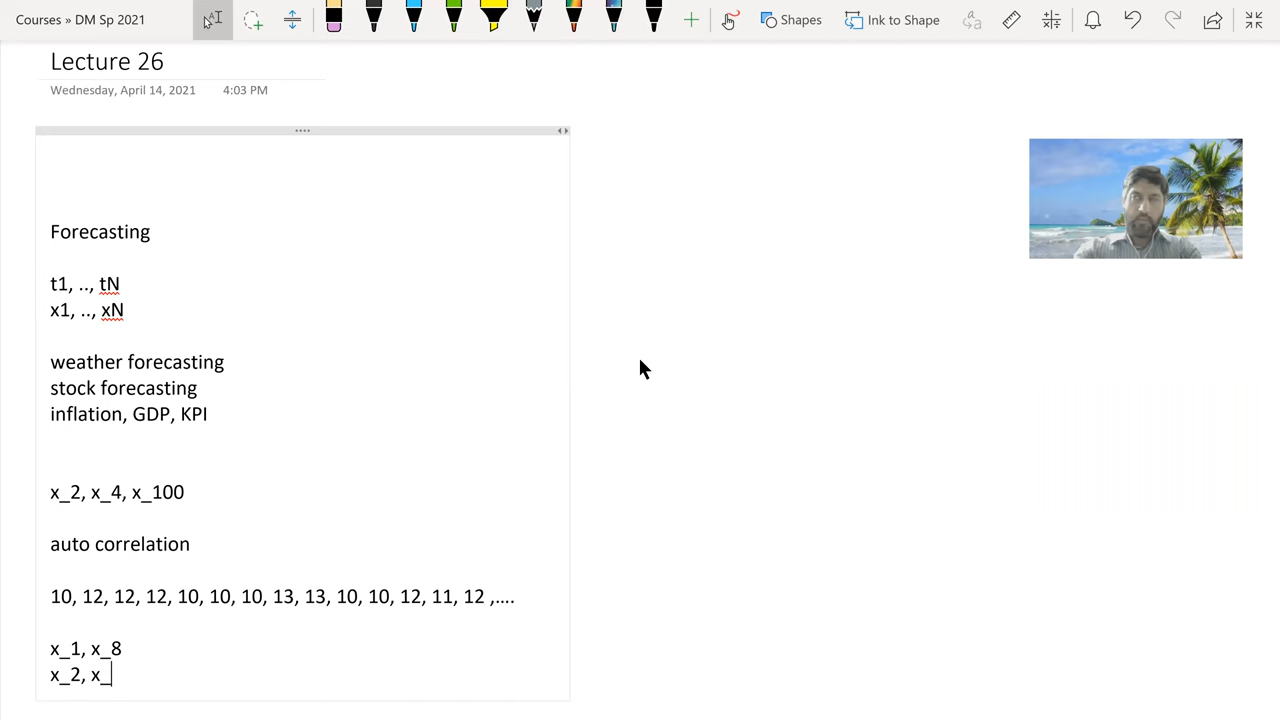 Courses » DM Sp 2021
Shapes
Ink to Shape
Lecture 26
Wednesday, April 14, 2021 4:03 PM
Forecasting
t1, .., tN
x1, .., xN
weather forecasting
stock forecasting
inflation, GDP, KPI
x_2, x_4, x_100
auto correlation
10, 12, 12, 12, 10, 10, 10, 13, 13, 10, 10, 12, 11, 12 ,....
x_1, x_8
x_2, x_